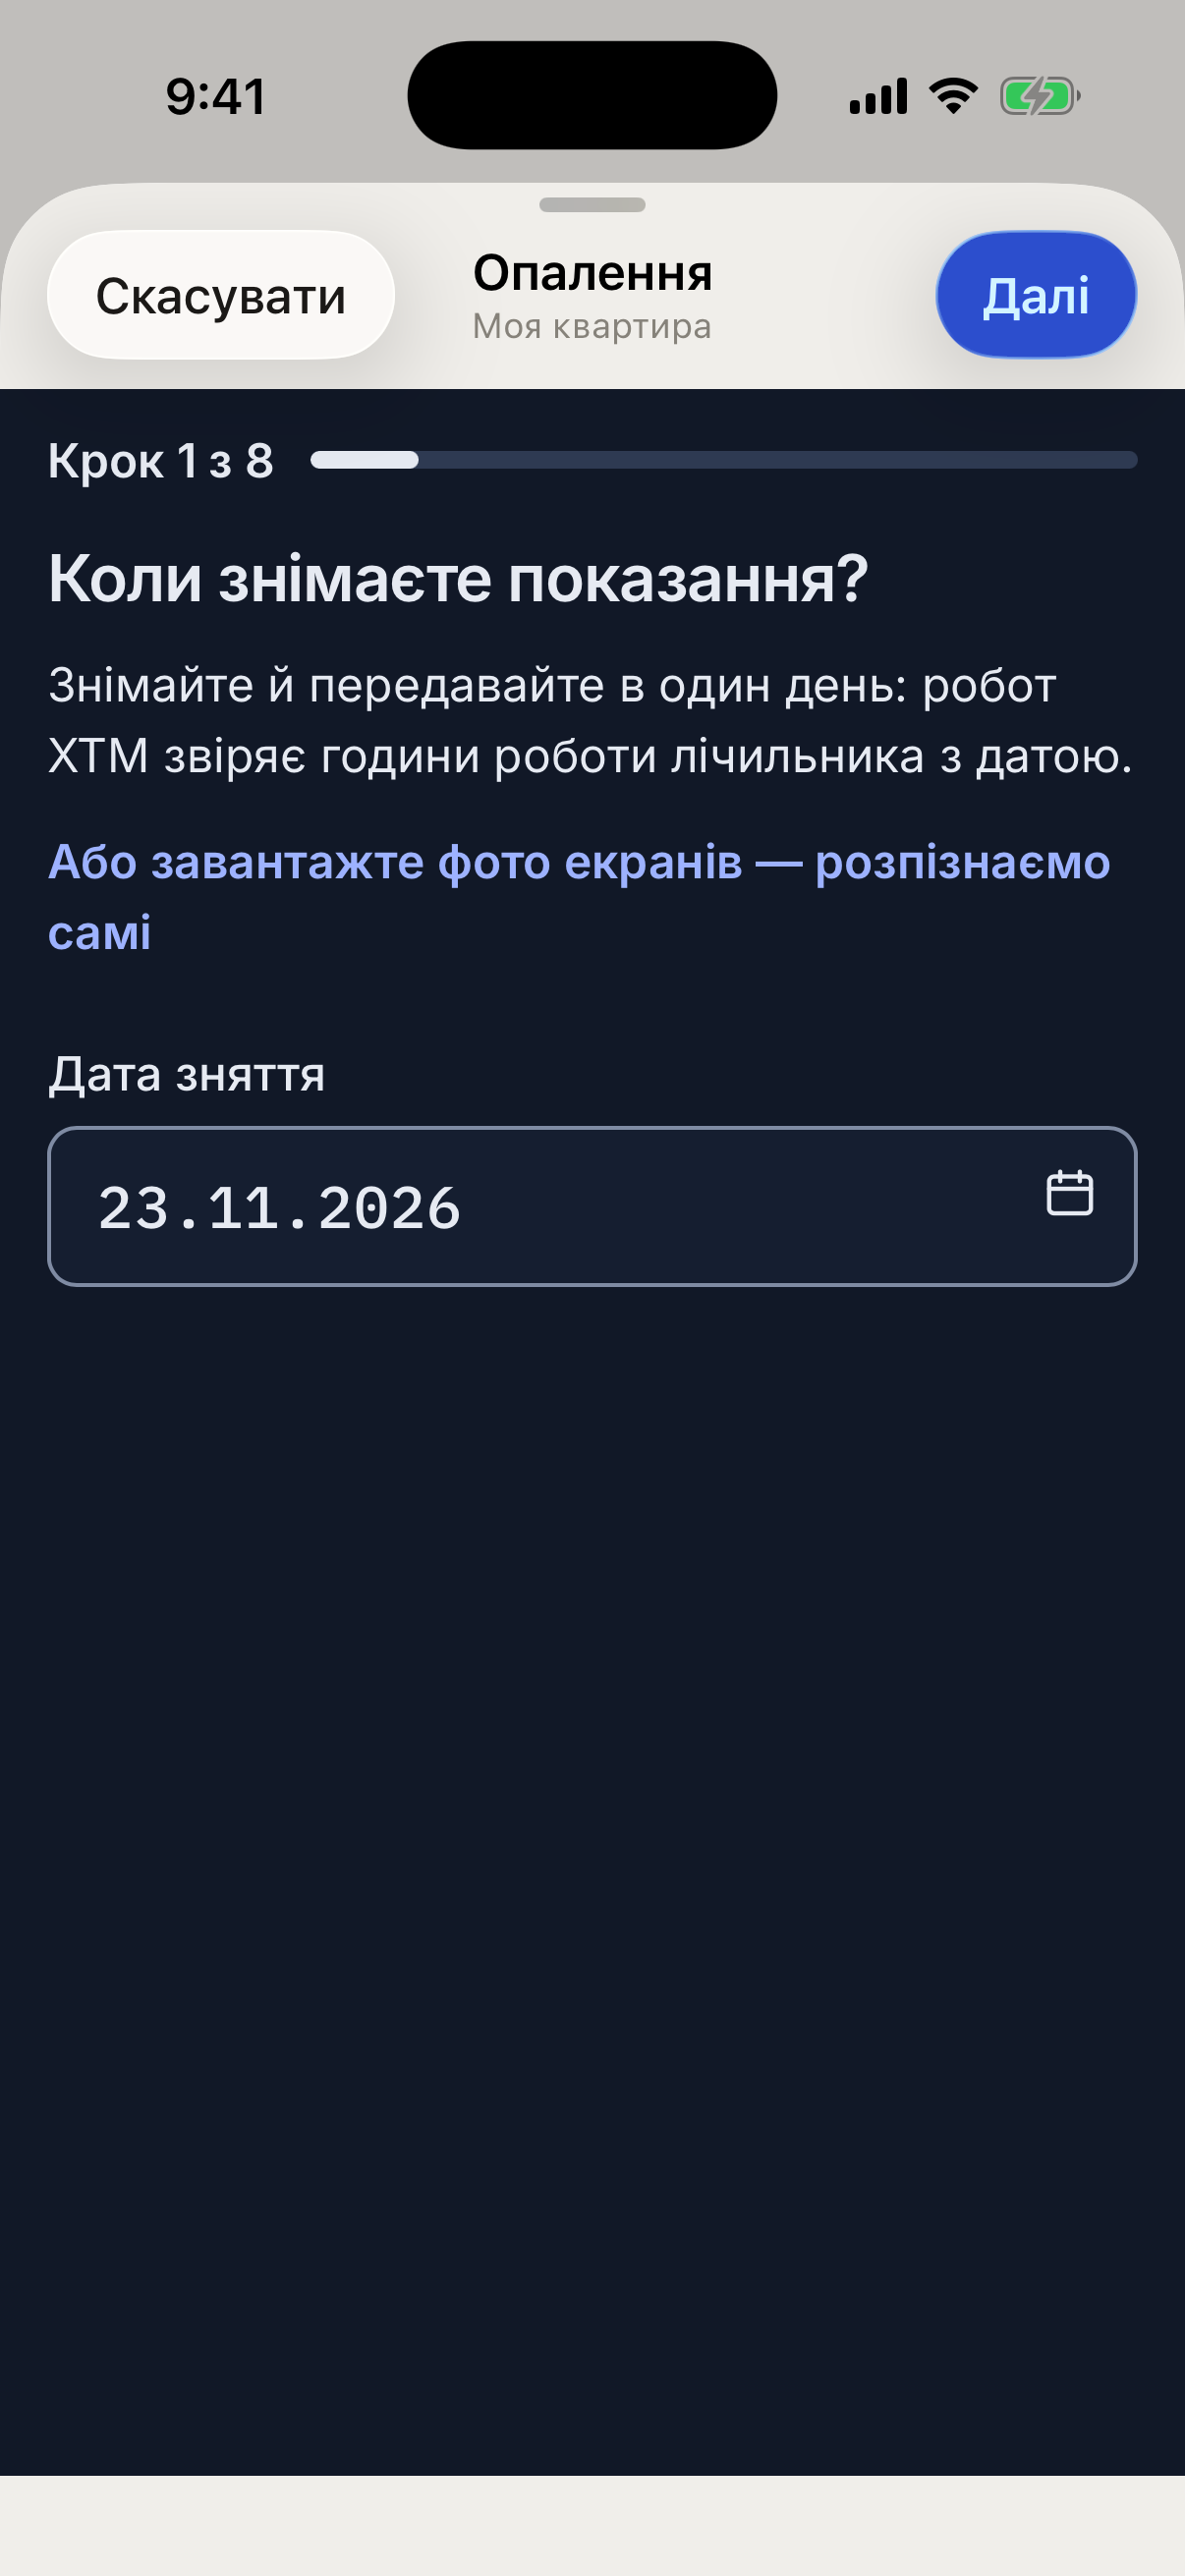 9:41
Скасувати
Опалення
Моя квартира
Далі
Крок 1 з 8
Коли знімаєте показання?
Знімайте й передавайте в один день: робот
ХТМ звіряє години роботи лічильника з датою.
Або завантажте фото екранів — розпізнаємо
самі
Дата зняття
23.11.2026